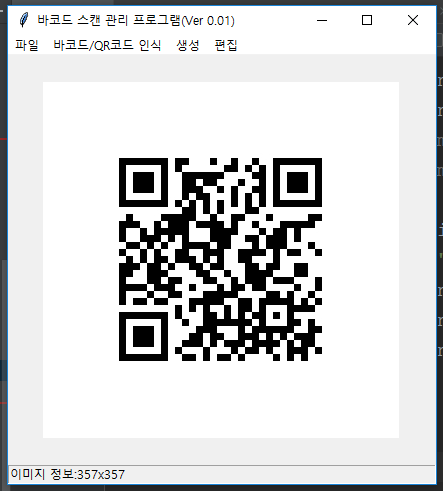 바코드 스캔 관리 프로그램(Ver 0.01)
파일 바코드/QR코드 인식 생성 편집
이미지 정보:357x357